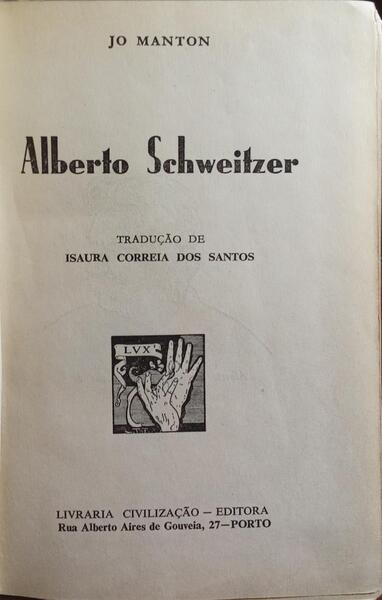 JO MANTON
Alberto Schweitzer
TRADUÇÃO DE
ISAURA CORREIA DOS SANTOS
LVX
LIVRARIA CIVILIZAÇÃO — EDITORA
Rua Alberto Aires de Gouveia, 27—PORTO